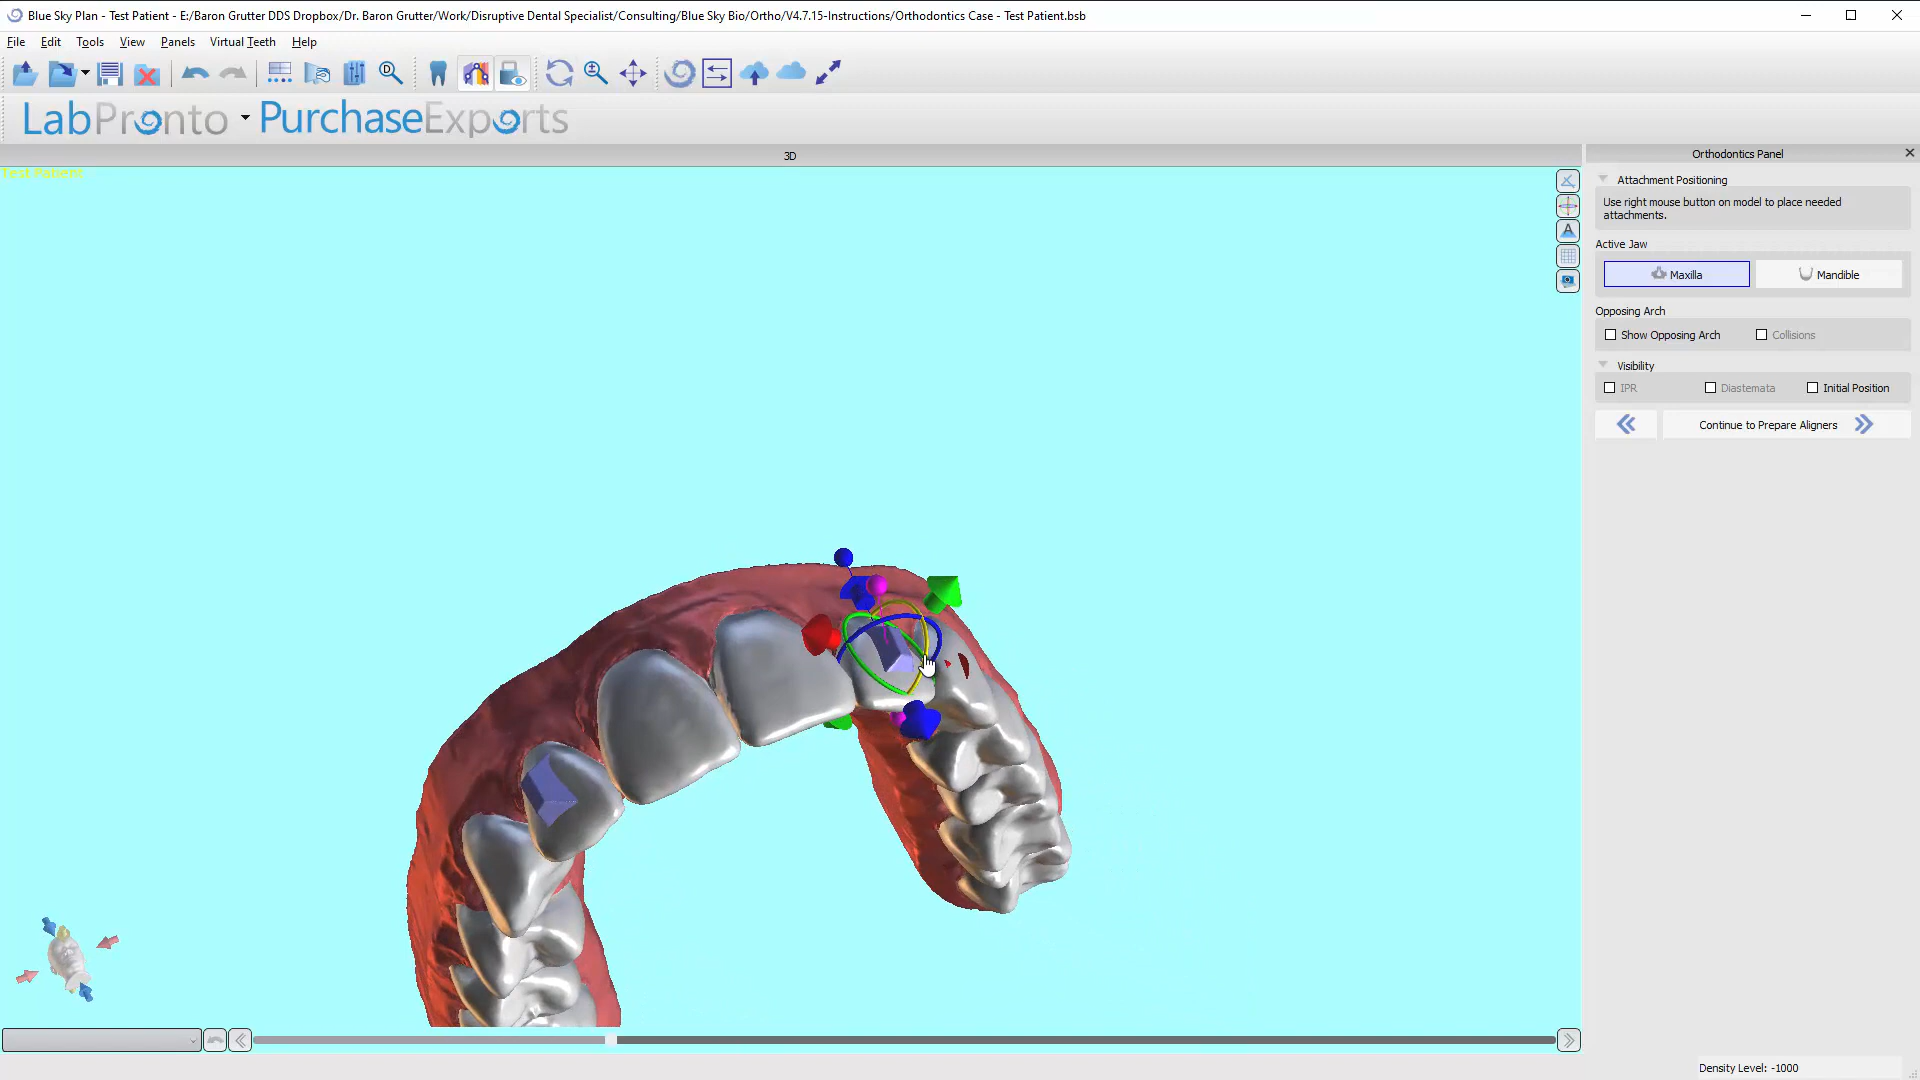 Blue Sky Plan - Test Patient - E:/Baron Grutter DDS Dropbox/Dr. Baron Grutter/Work/Disruptive Dental Specialist/Consulting/Blue Sky Bio/Ortho/V4.7.15-Instructions/Orthodontics Case - Test Patient.bsb
File Edit Tools View Panels Virtual Teeth Help
D
LabPronto PurchaseExports
3D
Orthodontics Panel
Test Patient
Attachment Positioning
Use right mouse button on model to place needed
attachments.
A
Active Jaw
Maxilla Mandible
Opposing Arch
Show Opposing Arch Collisions
Visibility
IPR Diastemata Initial Position
Continue to Prepare Aligners
Density Level: -1000